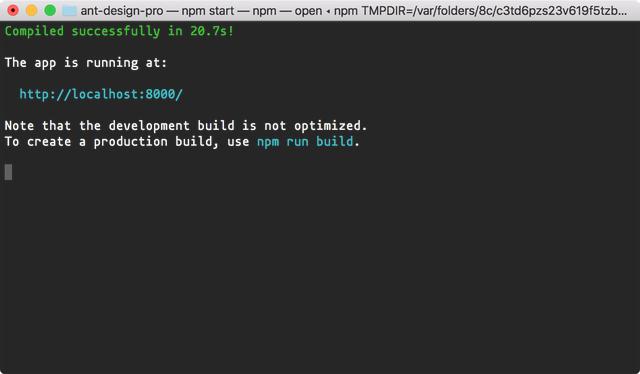 ant-design-pro — npm start — npm — open ◂ npm TMPDIR=/var/folders/8c/c3td6pzs23v619f5tzb...
Compiled successfully in 20.7s!
The app is running at:
http://localhost:8000/
Note that the development build is not optimized.
To create a production build, use npm run build.